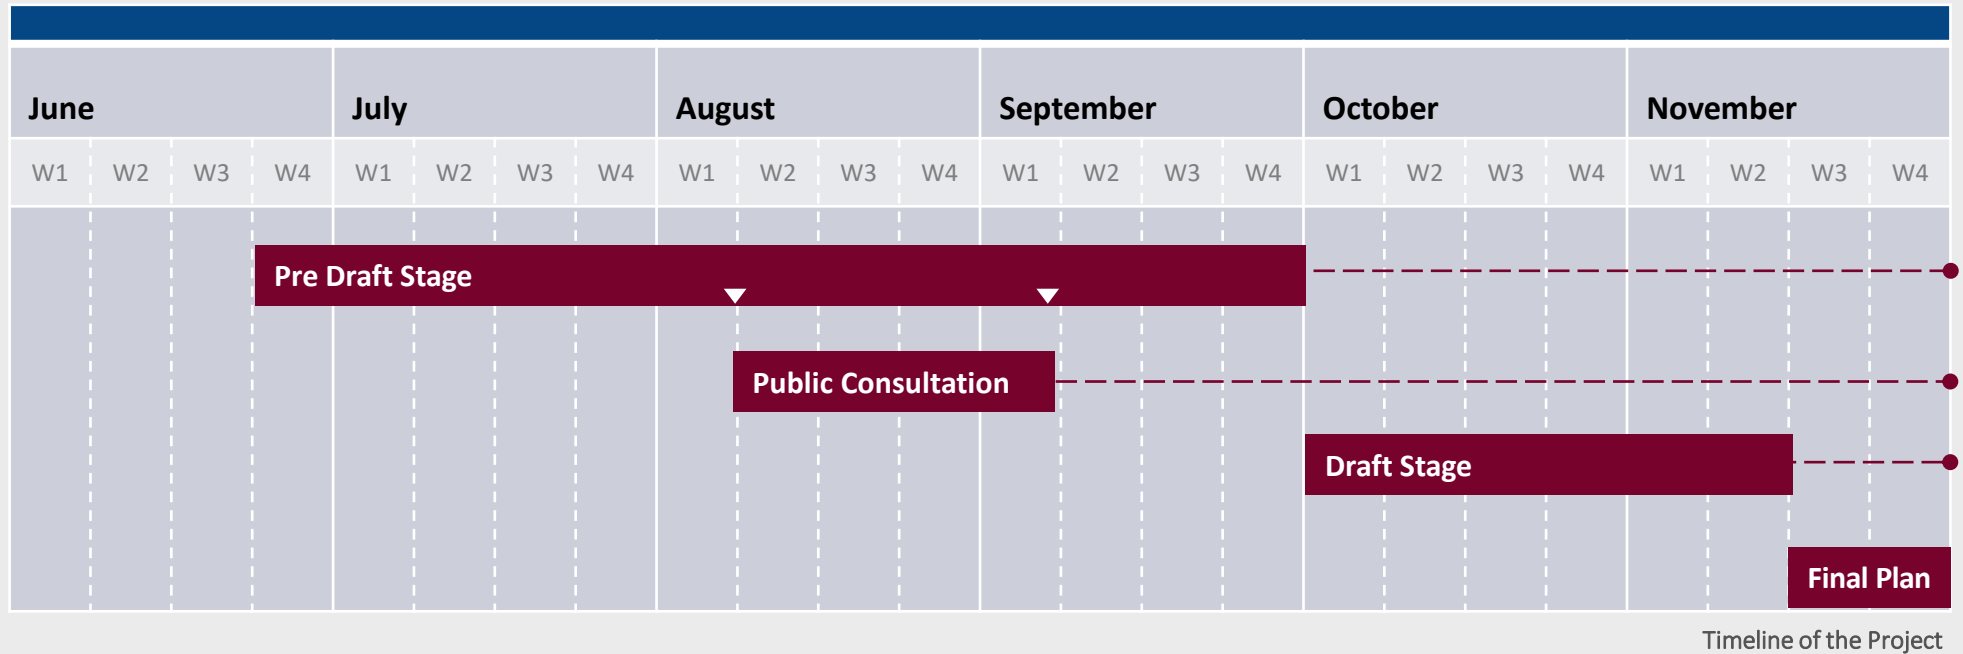 June July August September October November
W1 W2 W3 W4 W1 W2 W3 W4 W1 W2 W3 W4 W1 W2 W3 W4 W1 W2 W3 W4 W1 W2 W3 W4
Pre Draft Stage
Public Consultation
Draft Stage
Final Plan
Timeline of the Project